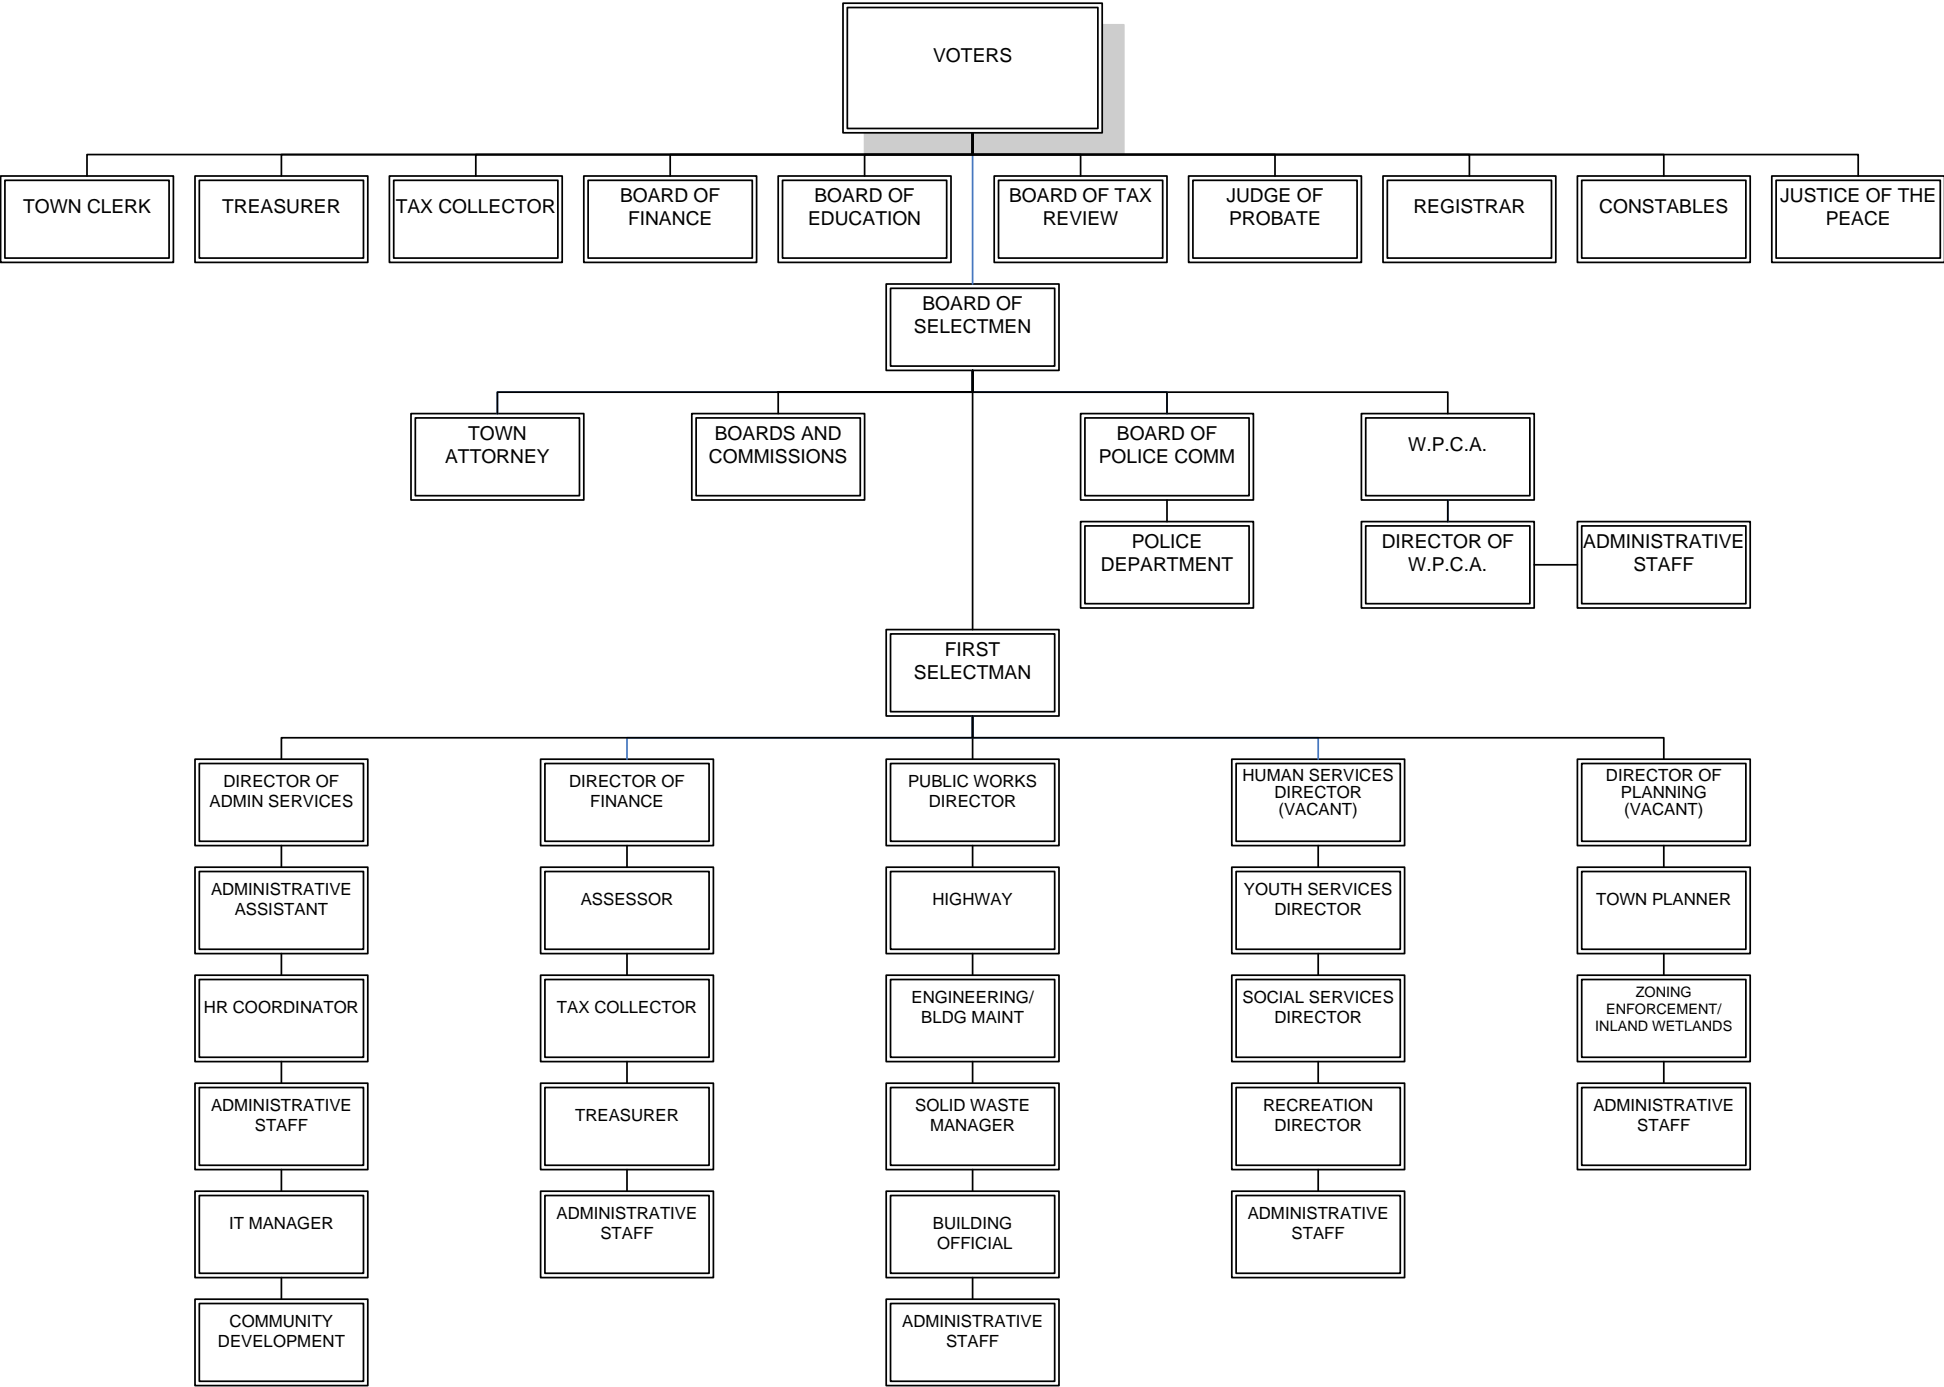 VOTERS
TOWN CLERK
TREASURER
TAX COLLECTOR
BOARD OF
FINANCE
BOARD OF
EDUCATION
BOARD OF TAX
REVIEW
JUDGE OF
PROBATE
REGISTRAR
CONSTABLES
JUSTICE OF THE
PEACE
BOARD OF
SELECTMEN
TOWN
ATTORNEY
BOARDS AND
COMMISSIONS
BOARD OF
POLICE COMM
W.P.C.A.
POLICE
DEPARTMENT
DIRECTOR OF
W.P.C.A.
ADMINISTRATIVE
STAFF
FIRST
SELECTMAN
DIRECTOR OF
ADMIN SERVICES
DIRECTOR OF
FINANCE
PUBLIC WORKS
DIRECTOR
HUMAN SERVICES
DIRECTOR
(VACANT)
DIRECTOR OF
PLANNING
(VACANT)
ADMINISTRATIVE
ASSISTANT
ASSESSOR
HIGHWAY
YOUTH SERVICES
DIRECTOR
TOWN PLANNER
HR COORDINATOR
TAX COLLECTOR
ENGINEERING/
BLDG MAINT
SOCIAL SERVICES
DIRECTOR
ZONING
ENFORCEMENT/
INLAND WETLANDS
ADMINISTRATIVE
STAFF
TREASURER
SOLID WASTE
MANAGER
RECREATION
DIRECTOR
ADMINISTRATIVE
STAFF
IT MANAGER
ADMINISTRATIVE
STAFF
BUILDING
OFFICIAL
ADMINISTRATIVE
STAFF
COMMUNITY
DEVELOPMENT
ADMINISTRATIVE
STAFF